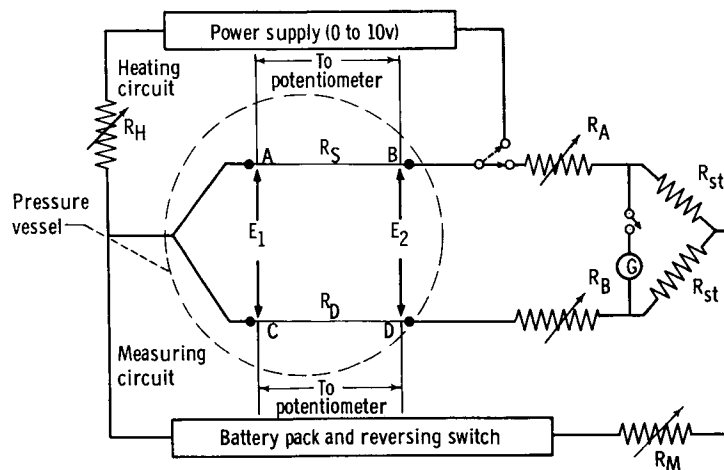 Power supply (0 to 10v)
To
potentiometer
Heating
circuit
R_H
A
R_S
B
R_A
R_st
Pressure
vessel
E_1
E_2
G
R_B
R_st
R_D
C
D
Measuring
circuit
To
potentiometer
Battery pack and reversing switch
R_M